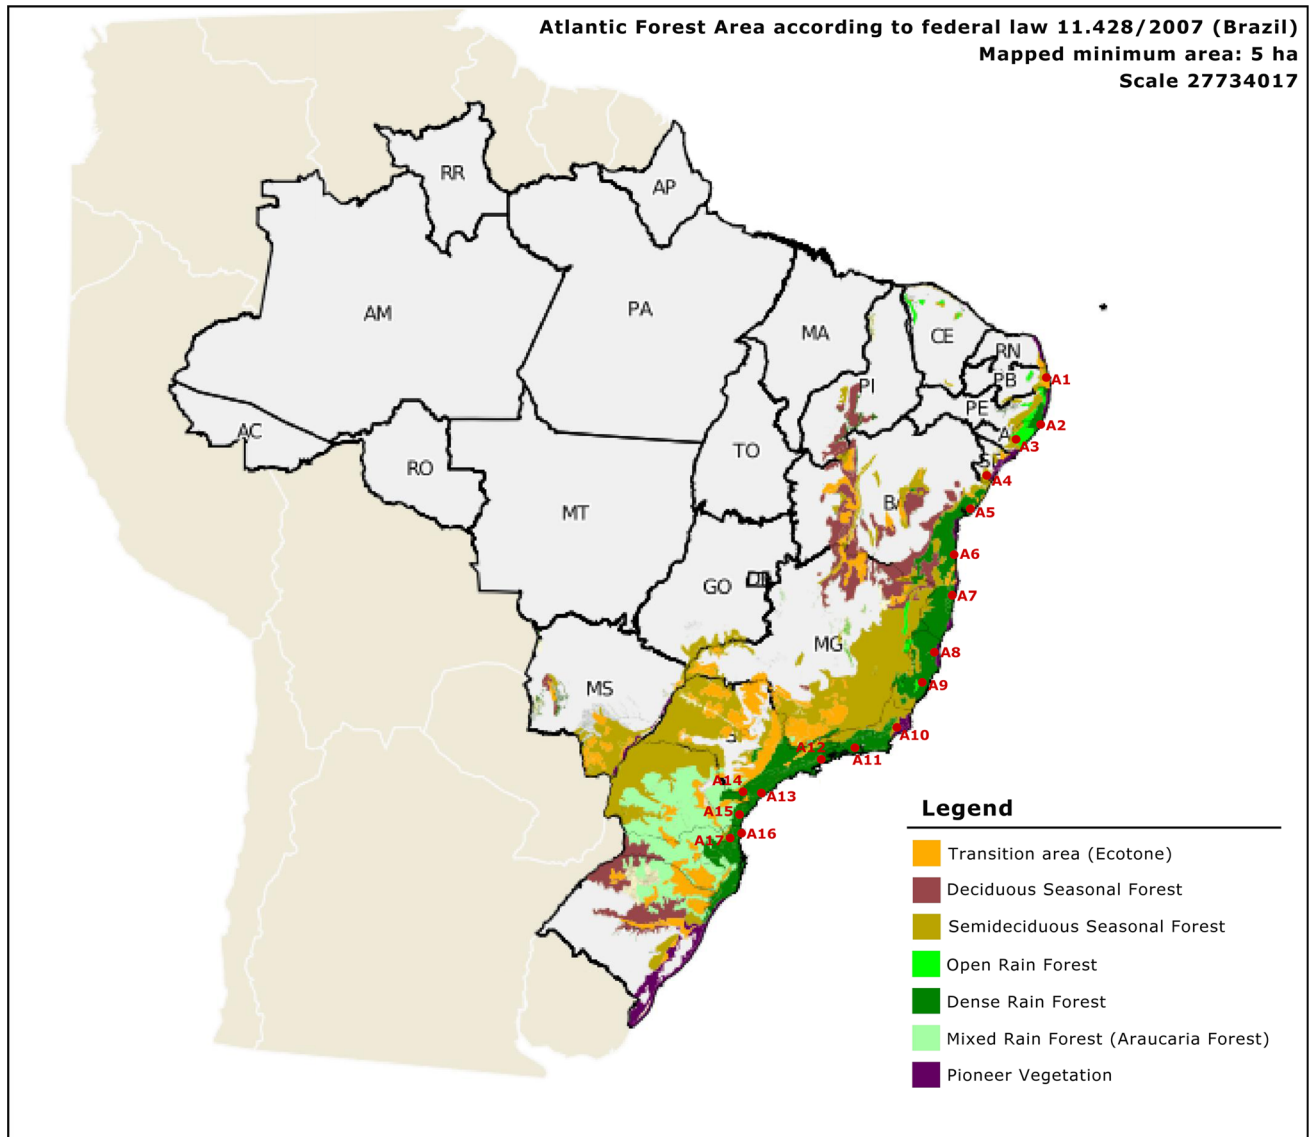 Atlantic Forest Area according to federal law 11.428/2007 (Brazil)
Mapped minimum area: 5 ha
Scale 27734017
RR
AP
AM
PA
MA
CE
RN
PB
A1
PI
PE
A2
A
A3
AC
RO
TO
SE
A4
MT
BA
A5
A6
GO
DF
A7
MG
A8
MS
A9
A10
A12
A11
A14
A13
A15
A16
A17
Legend
Transition area (Ecotone)
Deciduous Seasonal Forest
Semideciduous Seasonal Forest
Open Rain Forest
Dense Rain Forest
Mixed Rain Forest (Araucaria Forest)
Pioneer Vegetation